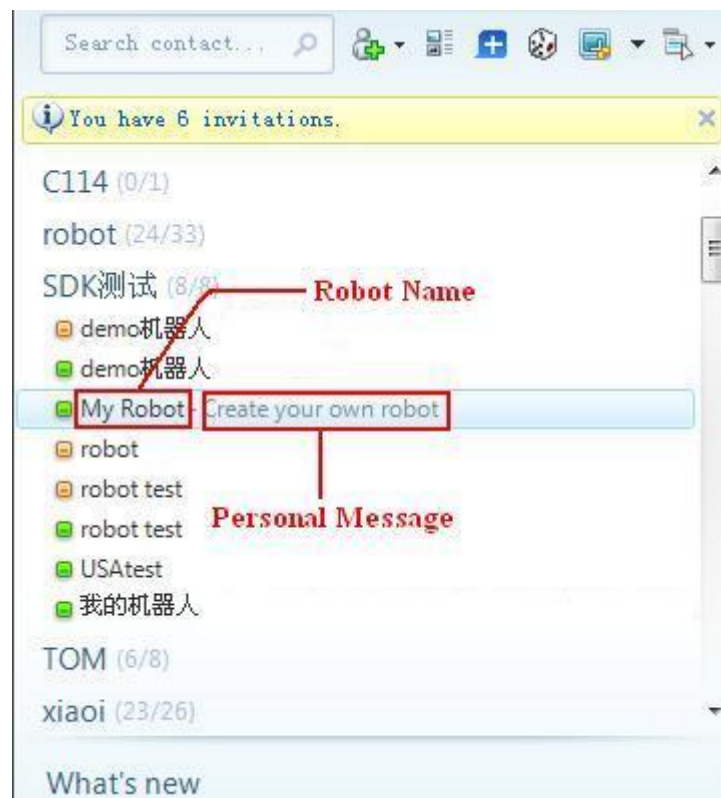 Search contact...
You have 6 invitations.
C114 (0/1)
robot (24/33)
SDK测试 (8/8)
Robot Name
demo机器人
demo机器人
My Robot - Create your own robot
robot
robot test
robot test
Personal Message
USAtest
我的机器人
TOM (6/8)
xiaoi (23/26)
What's new